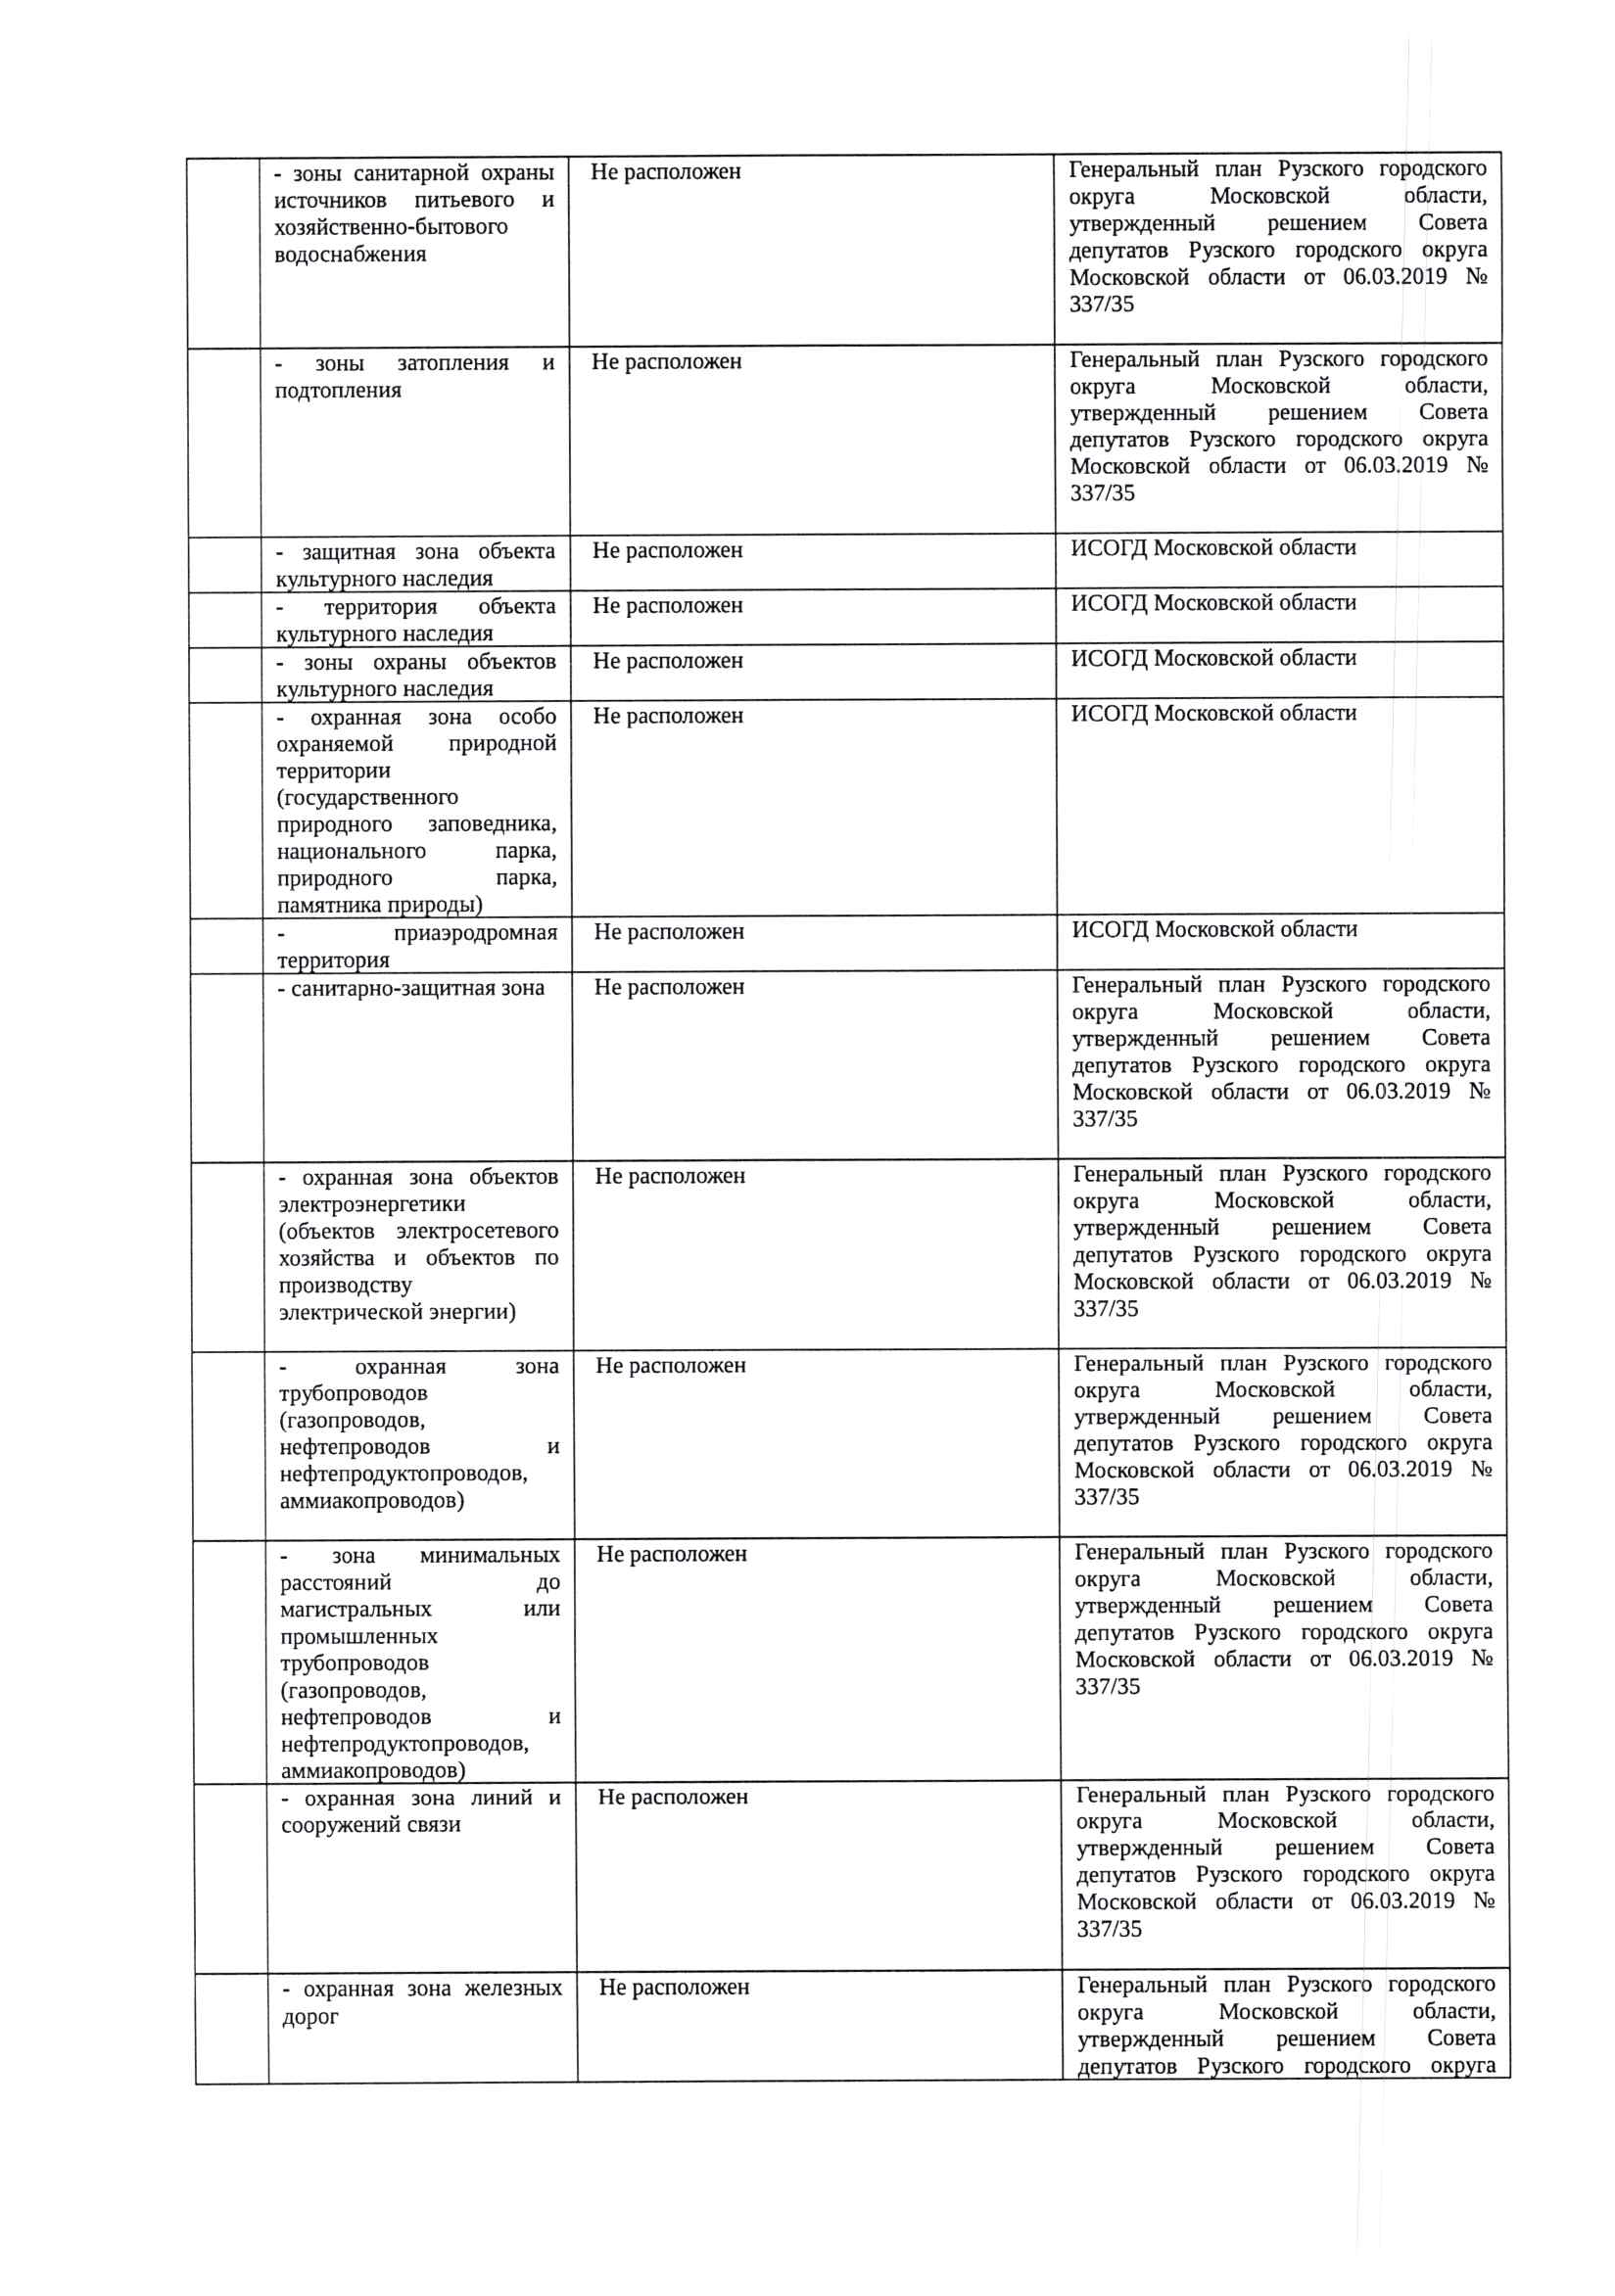 - зоны санитарной охраны
источников питьевого и
хозяйственно-бытового
водоснабжения
Не расположен
Генеральный план Рузского городского
округа Московской области,
утвержденный решением Совета
депутатов Рузского городского округа
Московской области от 06.03.2019 №
337/35
- зоны затопления и
подтопления
Не расположен
Генеральный план Рузского городского
округа Московской области,
утвержденный решением Совета
депутатов Рузского городского округа
Московской области от 06.03.2019 №
337/35
- защитная зона объекта
культурного наследия
Не расположен
ИСОГД Московской области
- территория объекта
культурного наследия
Не расположен
ИСОГД Московской области
- зоны охраны объектов
культурного наследия
Не расположен
ИСОГД Московской области
- охранная зона особо
охраняемой природной
территории
(государственного
природного заповедника,
национального парка,
природного парка,
памятника природы)
Не расположен
ИСОГД Московской области
- приаэродромная
территория
Не расположен
ИСОГД Московской области
- санитарно-защитная зона
Не расположен
Генеральный план Рузского городского
округа Московской области,
утвержденный решением Совета
депутатов Рузского городского округа
Московской области от 06.03.2019 №
337/35
- охранная зона объектов
электроэнергетики
(объектов электросетевого
хозяйства и объектов по
производству
электрической энергии)
Не расположен
Генеральный план Рузского городского
округа Московской области,
утвержденный решением Совета
депутатов Рузского городского округа
Московской области от 06.03.2019 №
337/35
- охранная зона
трубопроводов
(газопроводов,
нефтепроводов и
нефтепродуктопроводов,
аммиакопроводов)
Не расположен
Генеральный план Рузского городского
округа Московской области,
утвержденный решением Совета
депутатов Рузского городского округа
Московской области от 06.03.2019 №
337/35
- зона минимальных
расстояний до
магистральных или
промышленных
трубопроводов
(газопроводов,
нефтепроводов и
нефтепродуктопроводов,
аммиакопроводов)
Не расположен
Генеральный план Рузского городского
округа Московской области,
утвержденный решением Совета
депутатов Рузского городского округа
Московской области от 06.03.2019 №
337/35
- охранная зона линий и
сооружений связи
Не расположен
Генеральный план Рузского городского
округа Московской области,
утвержденный решением Совета
депутатов Рузского городского округа
Московской области от 06.03.2019 №
337/35
- охранная зона железных
дорог
Не расположен
Генеральный план Рузского городского
округа Московской области,
утвержденный решением Совета
депутатов Рузского городского округа